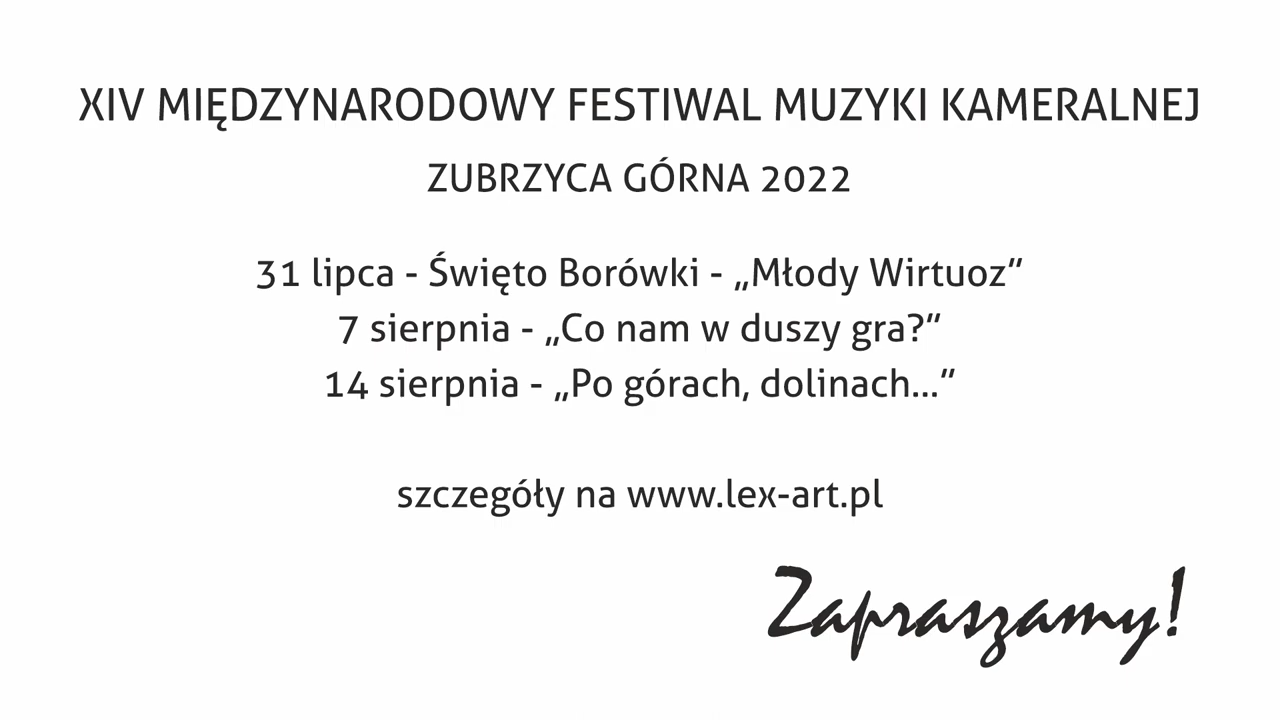 XIV MIĘDZYNARODOWY FESTIWAL MUZYKI KAMERALNEJ
ZUBRZYCA GÓRNA 2022
31 lipca - Święto Borówki - „Młody Wirtuoz”
7 sierpnia - „Co nam w duszy gra?”
14 sierpnia - „Po górach, dolinach...”
szczegóły na www.lex-art.pl
Zapraszamy!